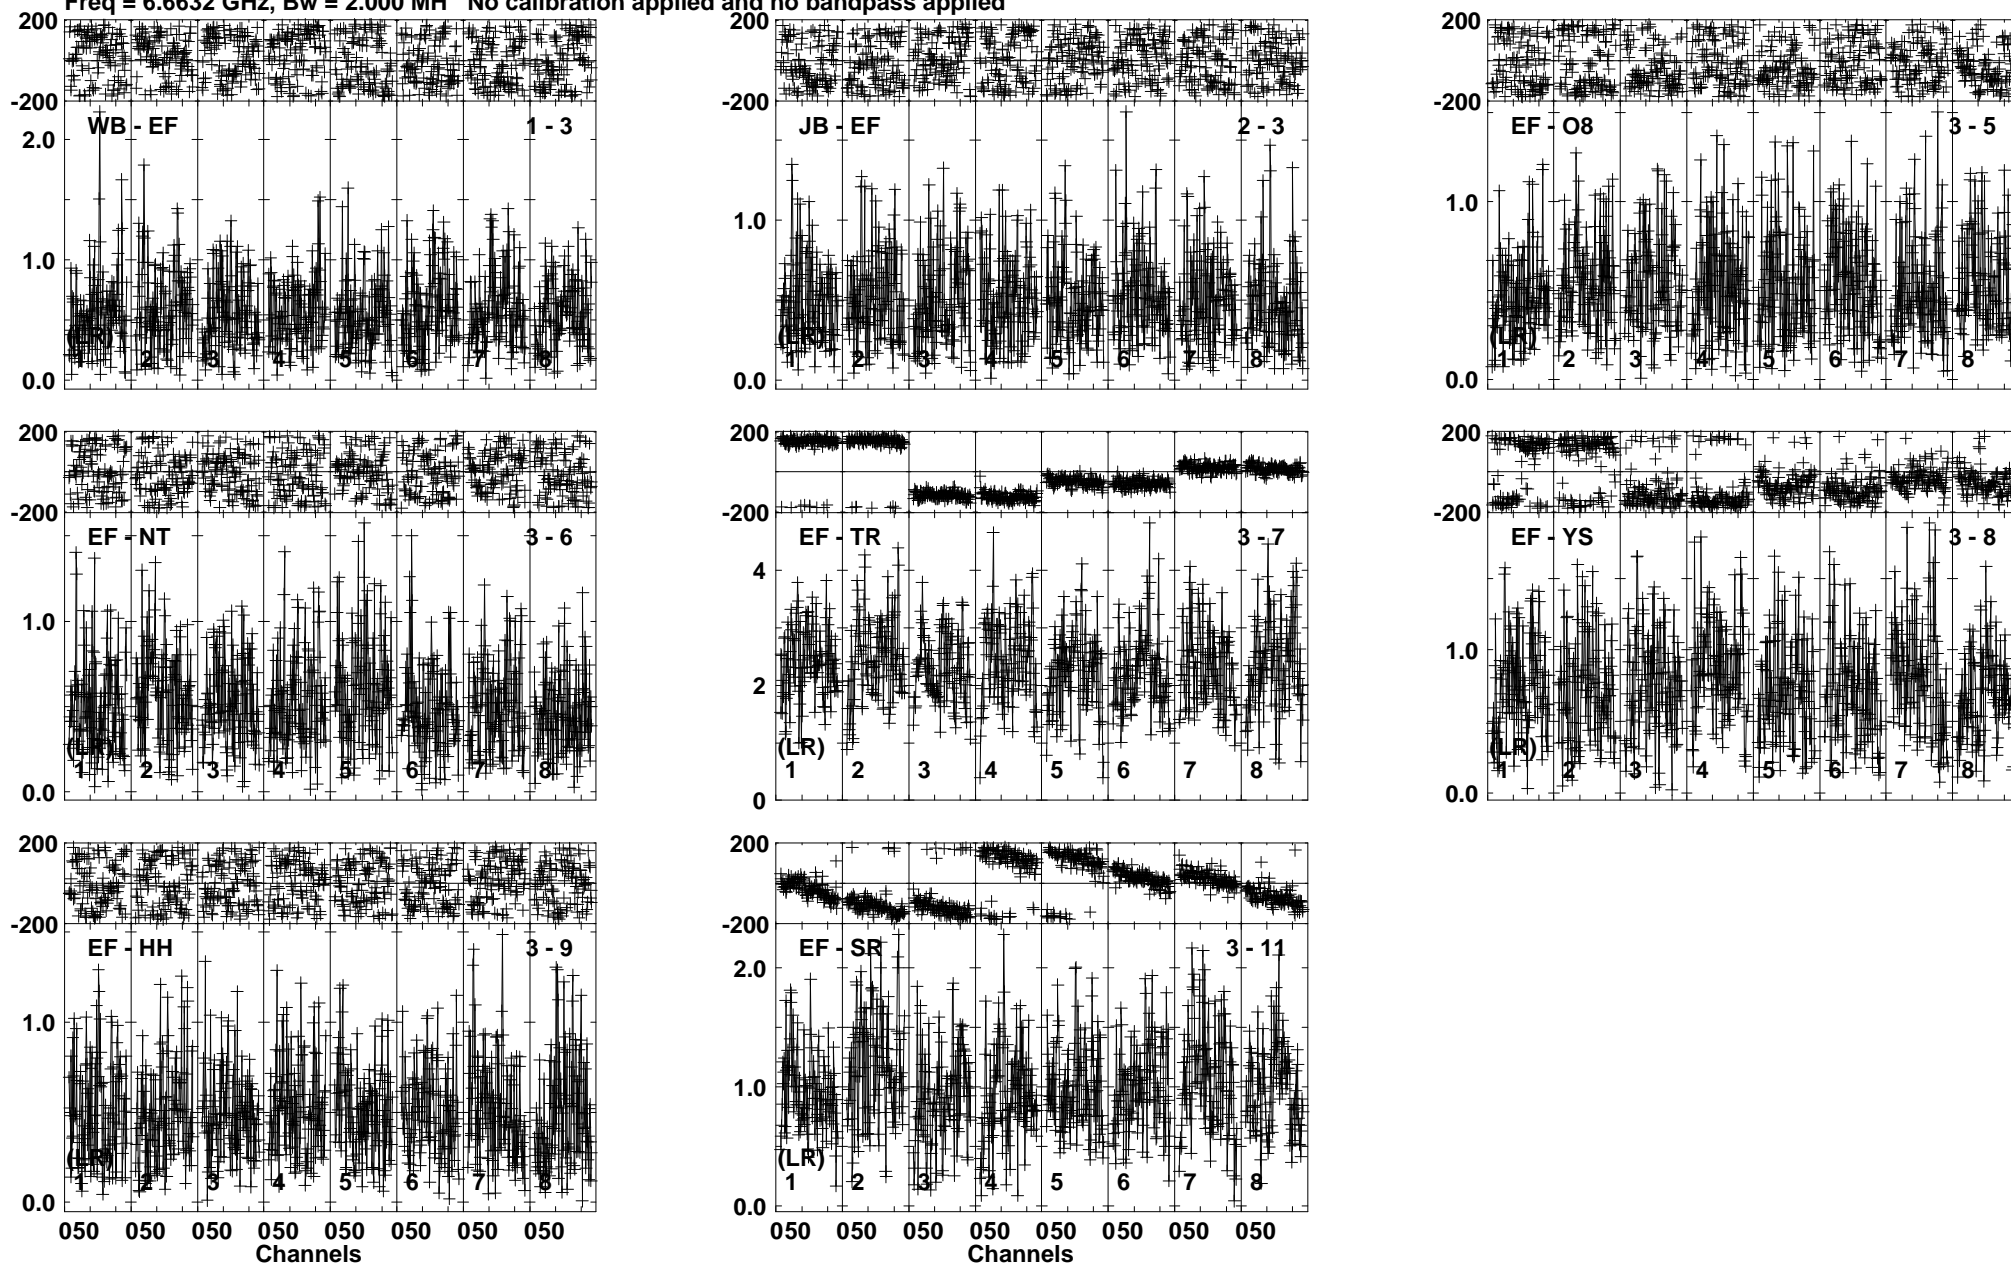 Freq = 6.6632 GHz, Bw = 2.000 MH No calibration applied and no bandpass applied
200 200 200
-200 -200 -200
WB - EF 1 - 3 JB - EF 2 - 3 EF - O8 3 - 5
2.0
1.0 1.0 1.0
(LR) (LR) (LR)
1 2 3 4 5 6 7 8 1 2 3 4 5 6 7 8 1 2 3 4 5 6 7 8
0.0 0.0 0.0
200 200 200
-200 -200 -200
EF - NT 3 - 6 EF - TR 3 - 7 EF - YS 3 - 8
4
1.0 2 1.0
(LR) (LR) (LR)
1 2 3 4 5 6 7 8 1 2 3 4 5 6 7 8 1 2 3 4 5 6 7 8
0.0 0 0.0
200 200
-200 -200
EF - HH 3 - 9 EF - SR 3 - 11
2.0
1.0 1.0
(LR) (LR)
1 2 3 4 5 6 7 8 1 2 3 4 5 6 7 8
0.0 0.0
050 050 050 050 050 050 050 050 050 050 050 050 050 050 050 050
Channels Channels